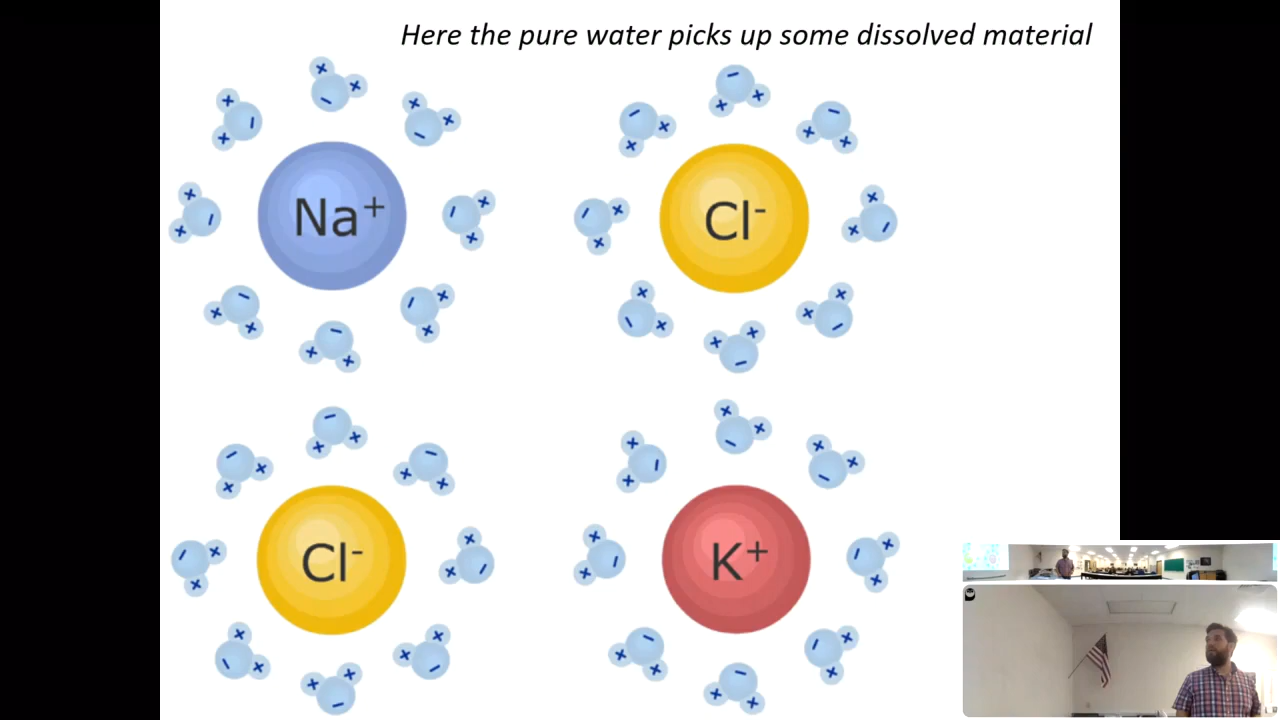 Here the pure water picks up some dissolved material
Na⁺
Cl⁻
Cl⁻
K⁺